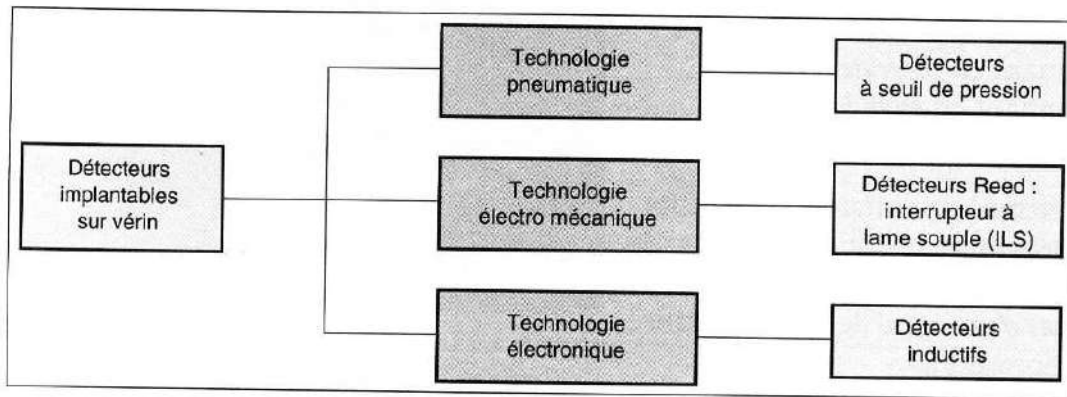 Détecteurs
implantables
sur vérin
Technologie
pneumatique
Détecteurs
à seuil de pression
Technologie
électro mécanique
Détecteurs Reed :
interrupteur à
lame souple (ILS)
Technologie
électronique
Détecteurs
inductifs